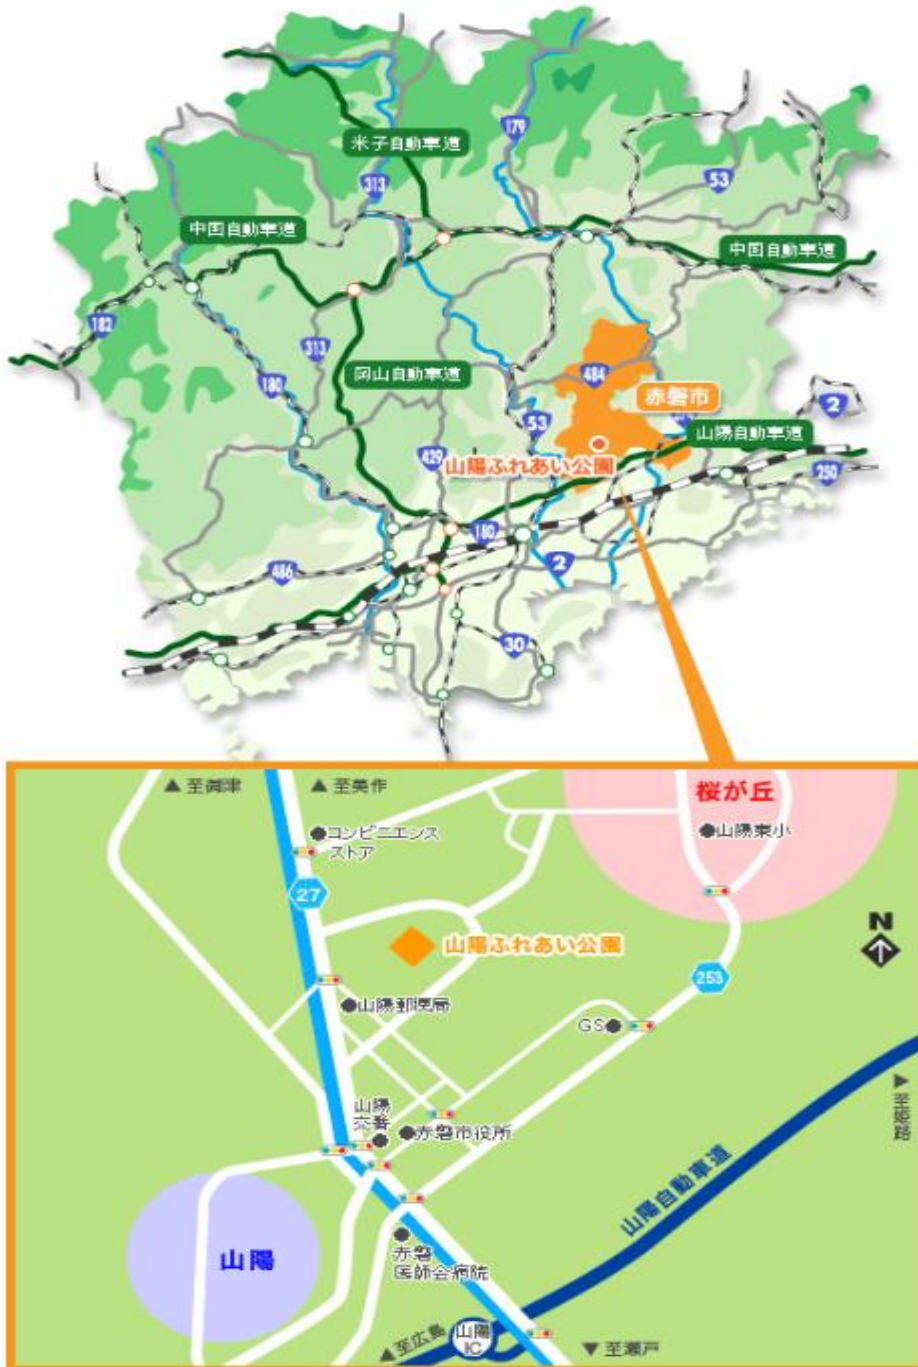 米子自動車道
179
313
53
中国自動車道
中国自動車道
182
313
484
180
岡山自動車道
赤磐市
2
53
山陽自動車道
429
山陽ふれあい公園
250
180
486
2
30
▲至御津
▲至美作
桜が丘
コンビニエンス
ストア
山陽東小
27
N
山陽ふれあい公園
253
山陽郵便局
GS
▲至姫路
山陽
交番
赤磐市役所
山陽自動車道
山陽
赤磐
医師会病院
▲至広島
山陽
IC
▼至瀬戸